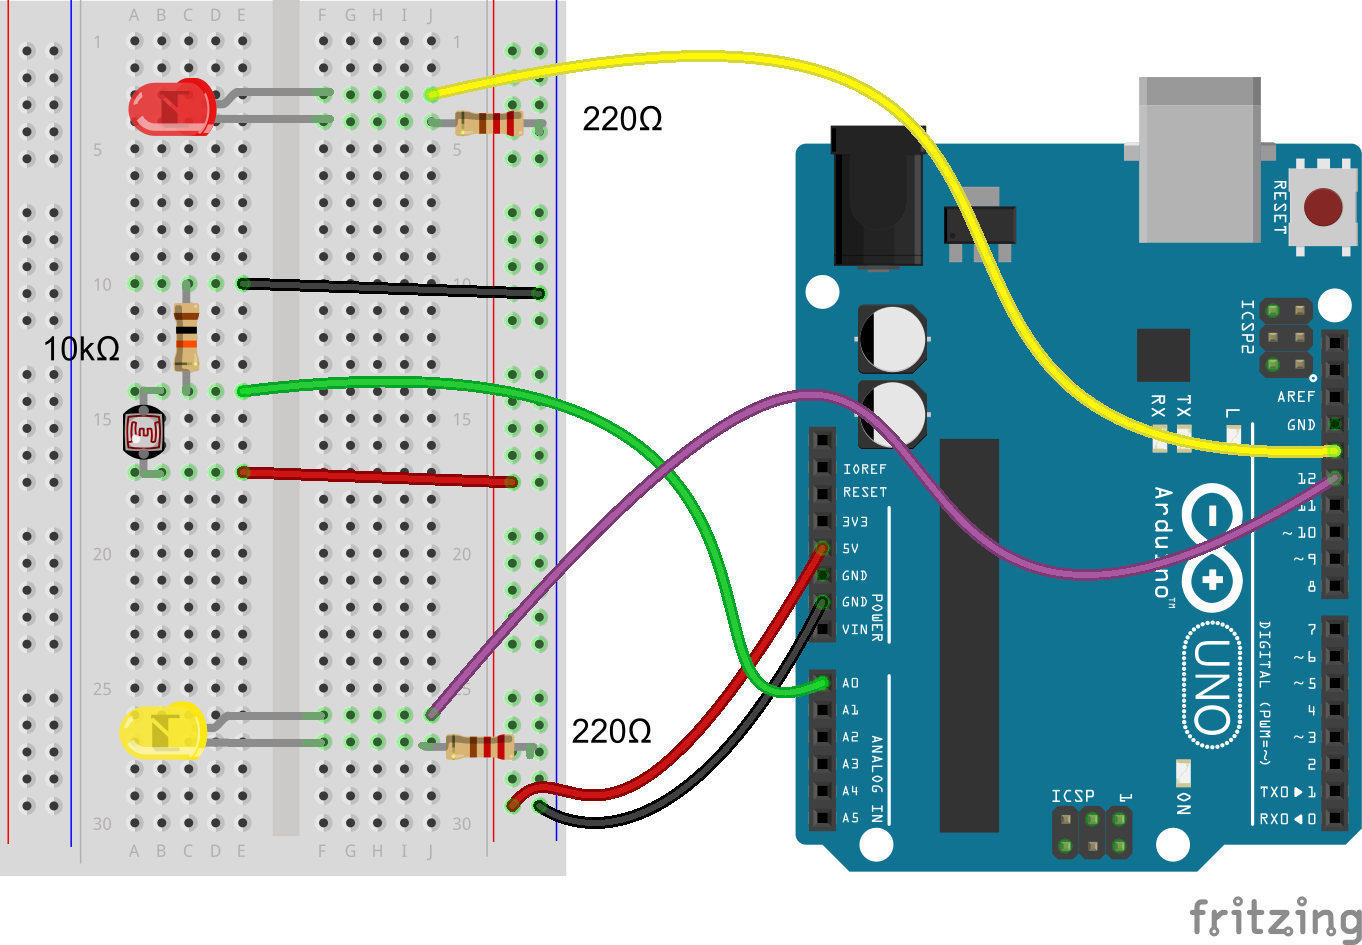 A B C D E F G H I J
1 1
220Ω
5 5
RESET
10 10
ICSP2
10kΩ
AREF
RX TX L
GND
15 15
IOREF
12
RESET
11
3V3
Arduino™
~10
20 20
5V
~9
GND
8
GND
POWER
VIN
7
UNO
DIGITAL (PWM=~)
~6
25 25
A0
~5
A1
4
220Ω
A2
~3
ANALOG IN
A3
2
A4
ICSP 1
ON
TX0▶1
30 30
A5
RX0◀0
A B C D E F G H I J
fritzing